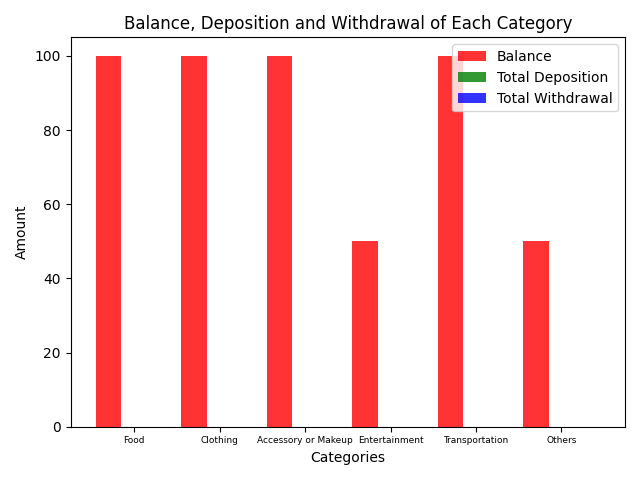 Balance, Deposition and Withdrawal of Each Category
Balance
Total Deposition
Total Withdrawal
100
80
60
40
20
0
Amount
Food
Clothing
Accessory or Makeup
Entertainment
Transportation
Others
Categories